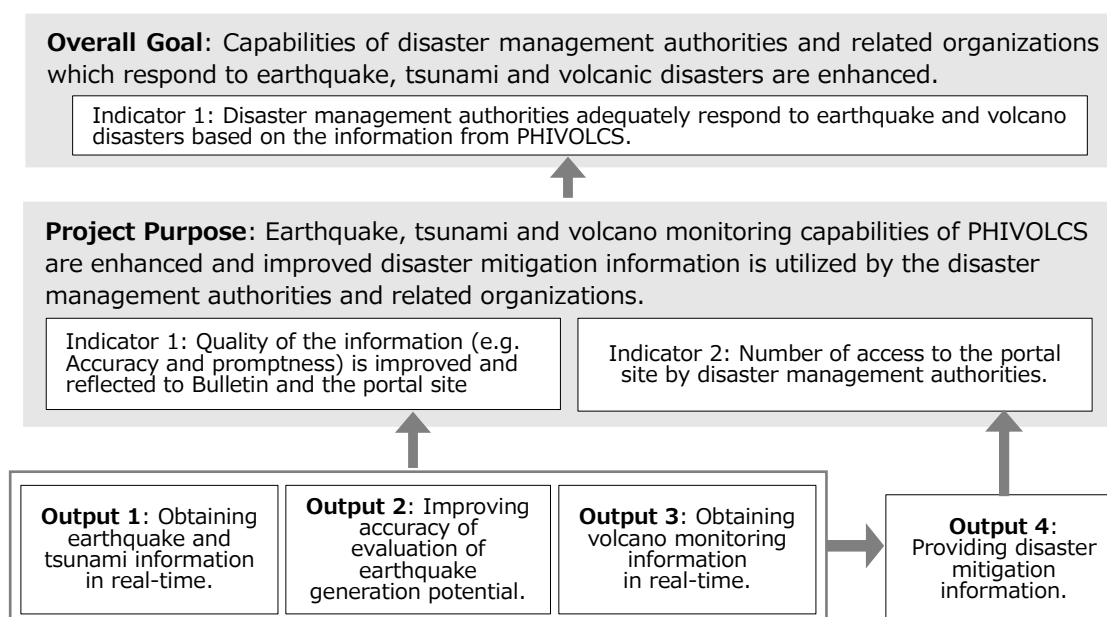 Overall Goal: Capabilities of disaster management authorities and related organizations
which respond to earthquake, tsunami and volcanic disasters are enhanced.
Indicator 1: Disaster management authorities adequately respond to earthquake and volcano
disasters based on the information from PHIVOLCS.
Project Purpose: Earthquake, tsunami and volcano monitoring capabilities of PHIVOLCS
are enhanced and improved disaster mitigation information is utilized by the disaster
management authorities and related organizations.
Indicator 1: Quality of the information (e.g.
Accuracy and promptness) is improved and
reflected to Bulletin and the portal site
Indicator 2: Number of access to the portal
site by disaster management authorities.
Output 1: Obtaining
earthquake and
tsunami information
in real-time.
Output 2: Improving
accuracy of
evaluation of
earthquake
generation potential.
Output 3: Obtaining
volcano monitoring
information
in real-time.
Output 4:
Providing disaster
mitigation
information.